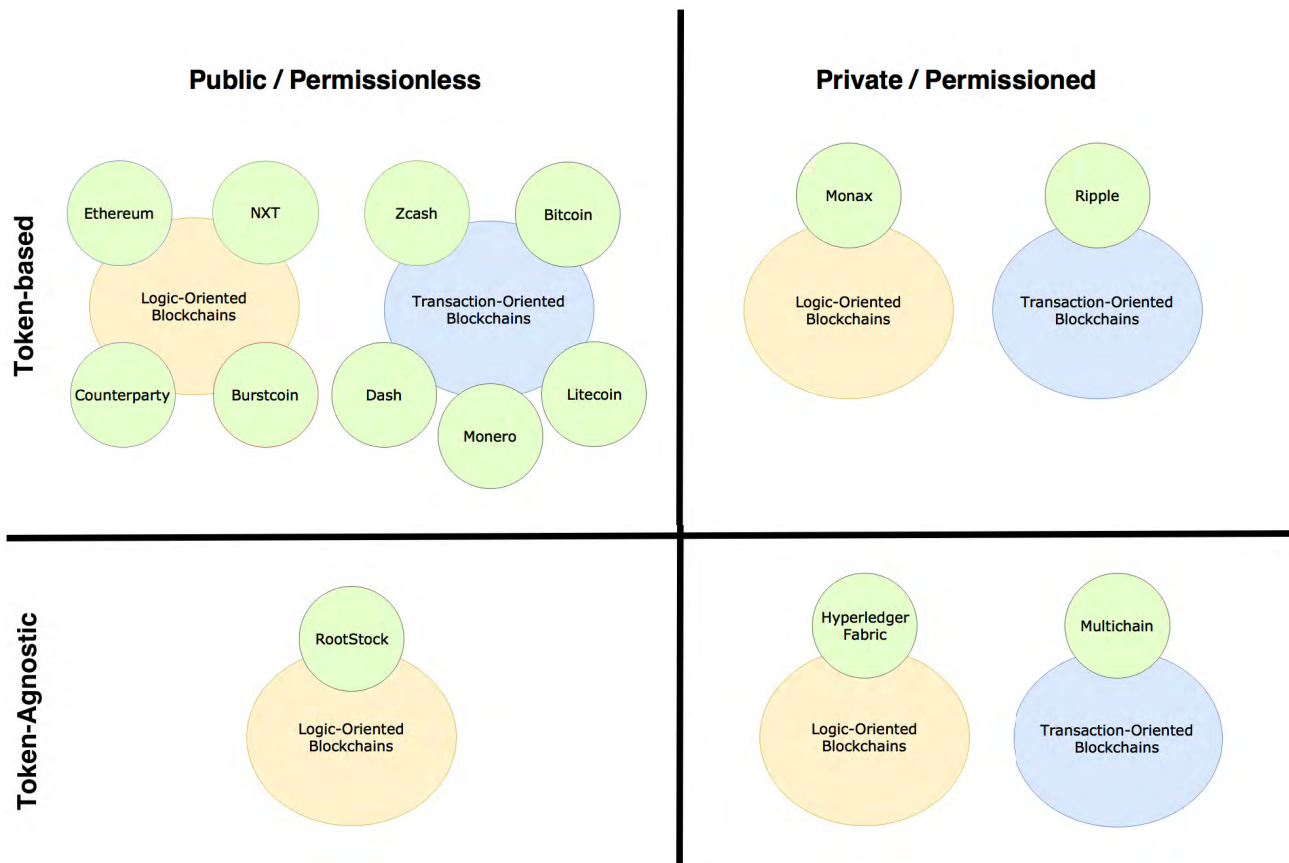 Public / Permissionless
Private / Permissioned
Token-based
Ethereum
NXT
Zcash
Bitcoin
Logic-Oriented
Blockchains
Transaction-Oriented
Blockchains
Counterparty
Burstcoin
Dash
Monero
Litecoin
Monax
Ripple
Logic-Oriented
Blockchains
Transaction-Oriented
Blockchains
Token-Agnostic
RootStock
Logic-Oriented
Blockchains
Hyperledger
Fabric
Multichain
Logic-Oriented
Blockchains
Transaction-Oriented
Blockchains